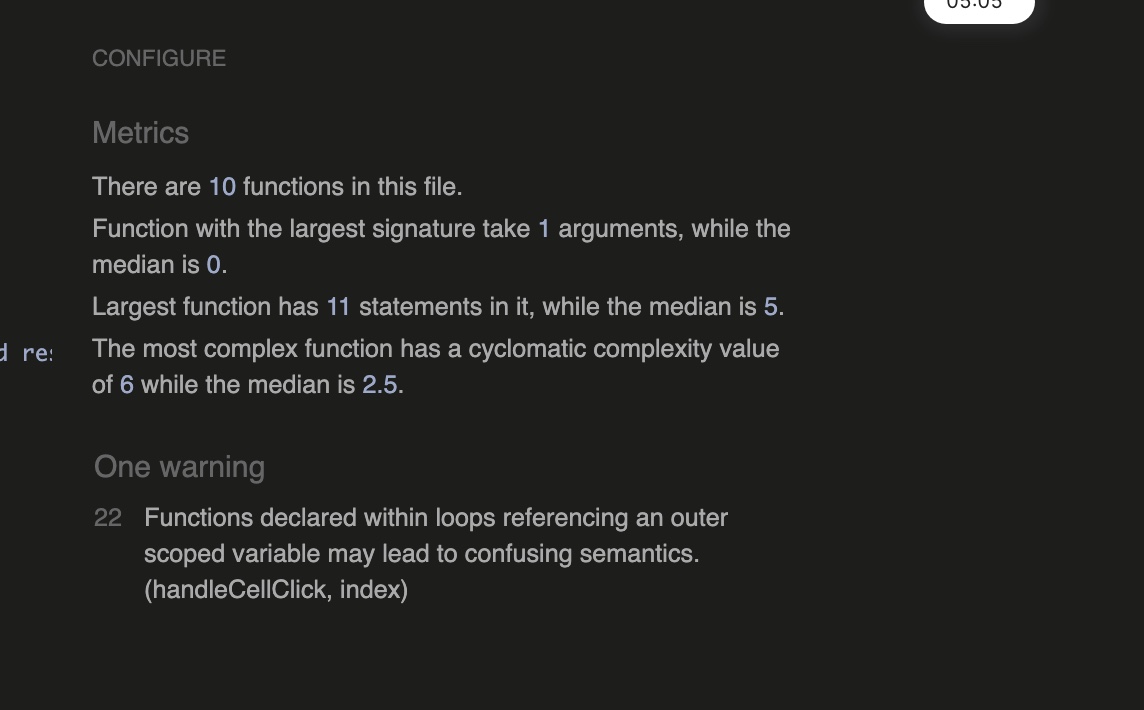 05:05
CONFIGURE
Metrics
There are 10 functions in this file.
Function with the largest signature take 1 arguments, while the
median is 0.
Largest function has 11 statements in it, while the median is 5.
d res
The most complex function has a cyclomatic complexity value
of 6 while the median is 2.5.
One warning
22 Functions declared within loops referencing an outer
scoped variable may lead to confusing semantics.
(handleCellClick, index)